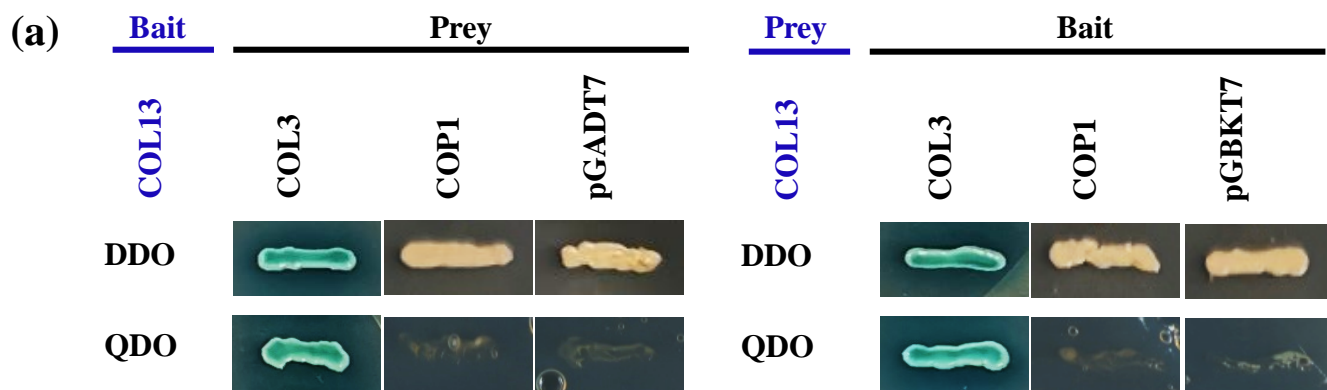 (a) Bait Prey Prey Bait
COL13 COL3 COP1 pGADT7 COL13 COL3 COP1 pGBKT7
DDO DDO
QDO QDO